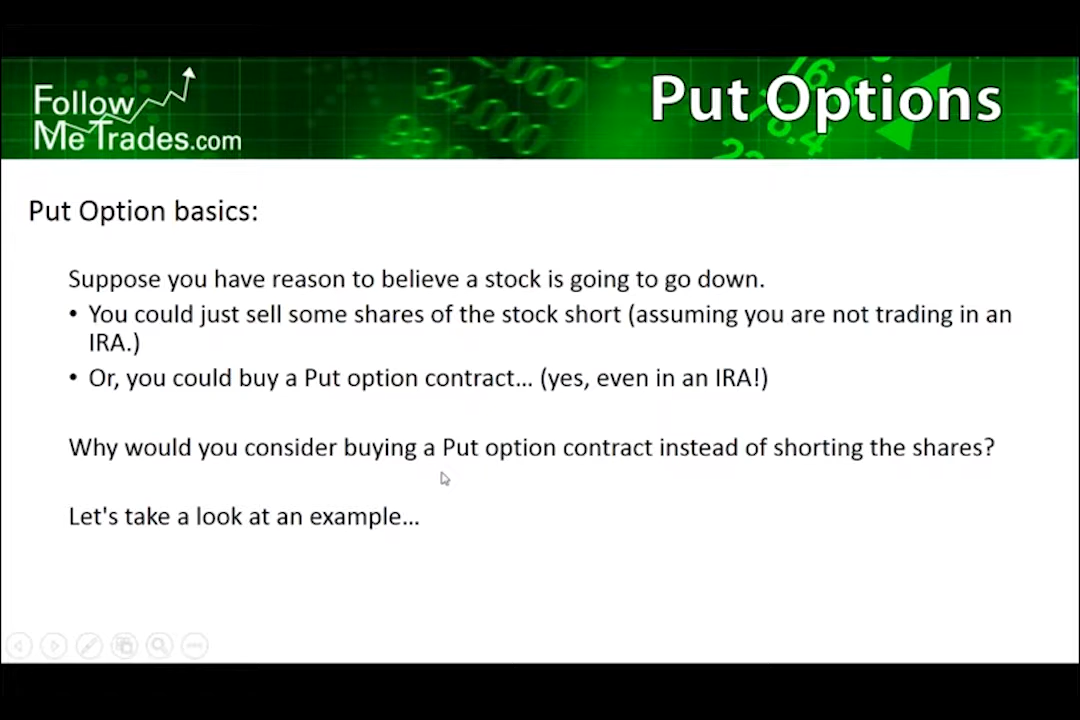 Follow
Me Trades.com
Put Options
Put Option basics:
Suppose you have reason to believe a stock is going to go down.
• You could just sell some shares of the stock short (assuming you are not trading in an
IRA.)
• Or, you could buy a Put option contract... (yes, even in an IRA!)
Why would you consider buying a Put option contract instead of shorting the shares?
Let's take a look at an example...